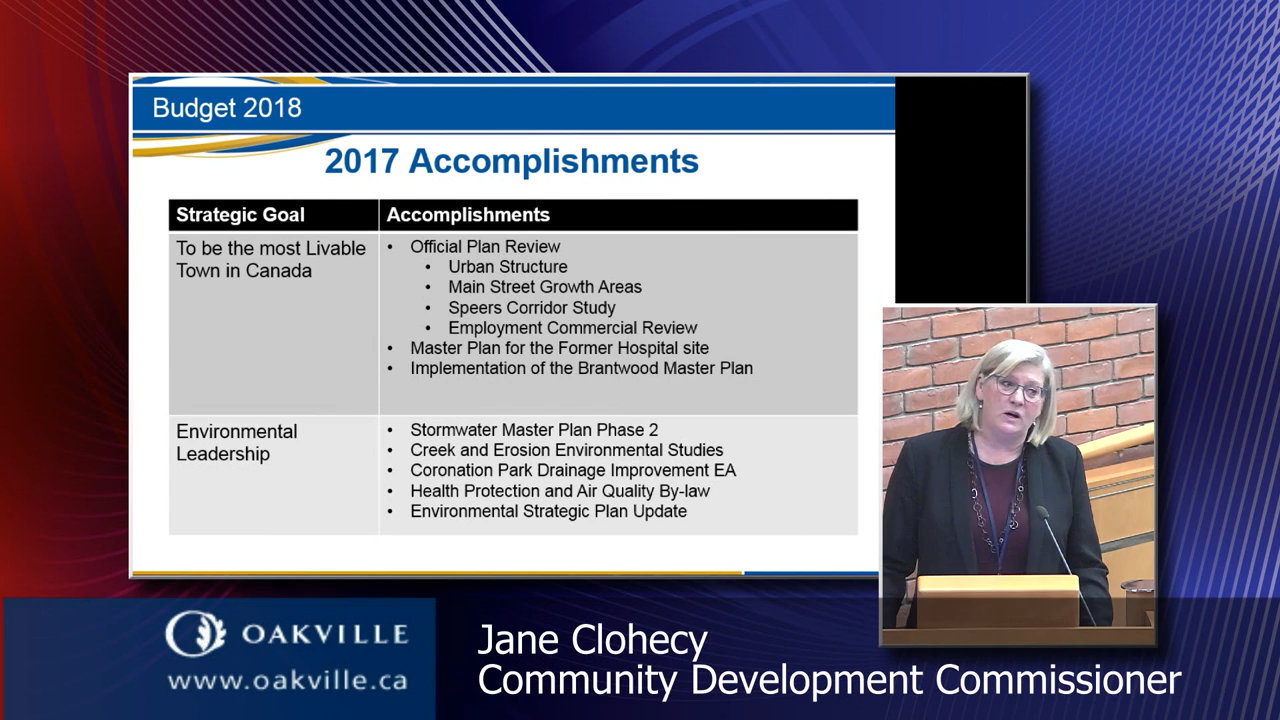 Budget 2018
2017 Accomplishments
Strategic Goal
Accomplishments
To be the most Livable
Town in Canada
• Official Plan Review
• Urban Structure
• Main Street Growth Areas
• Speers Corridor Study
• Employment Commercial Review
• Master Plan for the Former Hospital site
• Implementation of the Brantwood Master Plan
Environmental
Leadership
• Stormwater Master Plan Phase 2
• Creek and Erosion Environmental Studies
• Coronation Park Drainage Improvement EA
• Health Protection and Air Quality By-law
• Environmental Strategic Plan Update
OAKVILLE
www.oakville.ca
Jane Clohecy
Community Development Commissioner